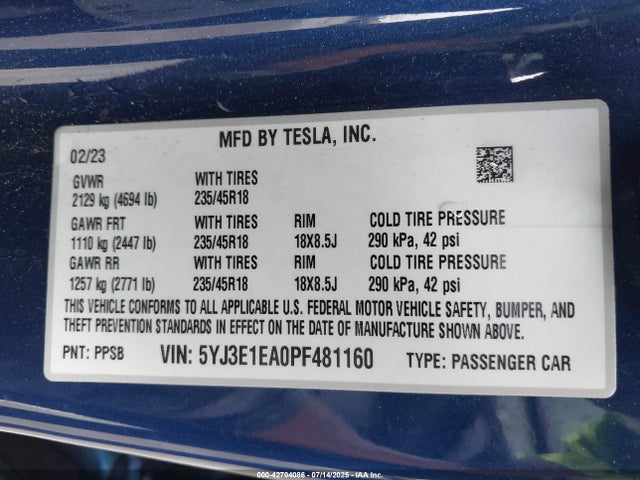 MFD BY TESLA, INC.
02/23
GVWR WITH TIRES
2129 kg (4694 lb) 235/45R18
GAWR FRT WITH TIRES RIM COLD TIRE PRESSURE
1110 kg (2447 lb) 235/45R18 18X8.5J 290 kPa, 42 psi
GAWR RR WITH TIRES RIM COLD TIRE PRESSURE
1257 kg (2771 lb) 235/45R18 18X8.5J 290 kPa, 42 psi
THIS VEHICLE CONFORMS TO ALL APPLICABLE U.S. FEDERAL MOTOR VEHICLE SAFETY, BUMPER, AND
THEFT PREVENTION STANDARDS IN EFFECT ON THE DATE OF MANUFACTURE SHOWN ABOVE.
PNT: PPSB VIN: 5YJ3E1EA0PF481160 TYPE: PASSENGER CAR
000-42704086 - 07/14/2025 - IAA Inc.